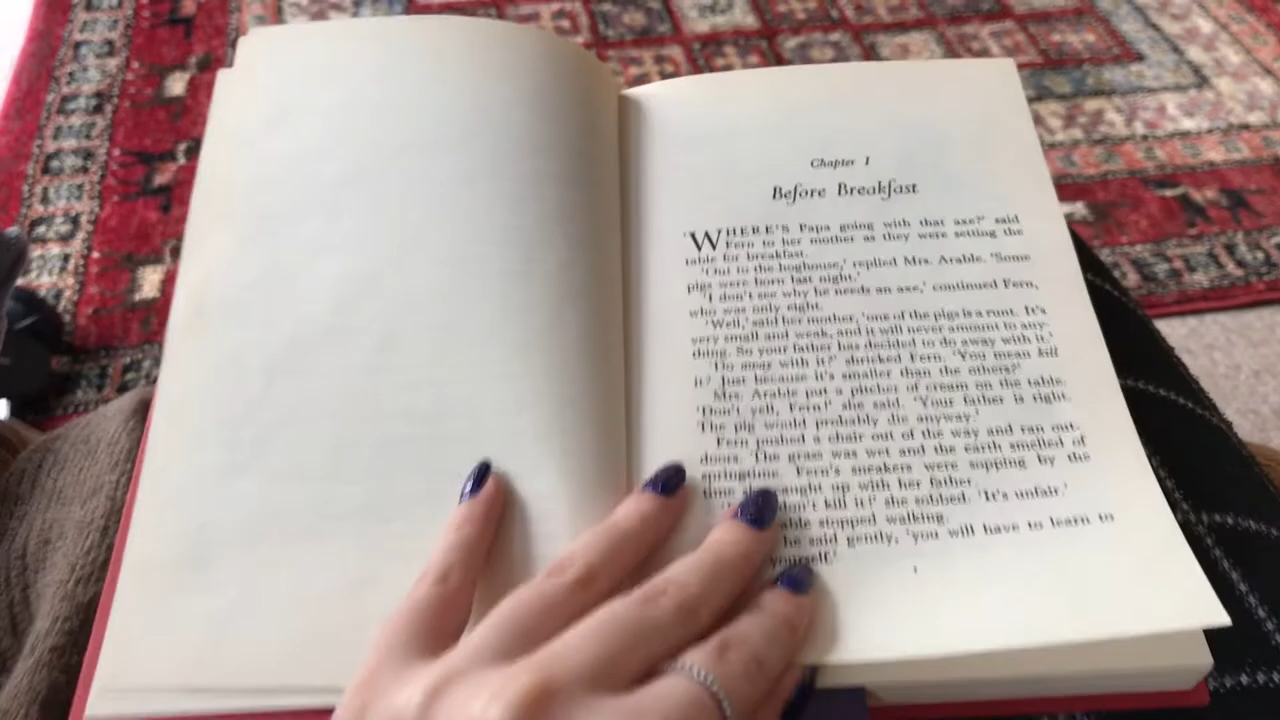 Chapter I
Before Breakfast
'WHERE'S Papa going with that axe?' said
Fern to her mother as they were setting the
table for breakfast.
'Out to the hoghouse,' replied Mrs. Arable. 'Some
pigs were born last night.'
'I don't see why he needs an axe,' continued Fern,
who was only eight.
'Well,' said her mother, 'one of the pigs is a runt. It's
very small and weak, and it will never amount to any-
thing. So your father has decided to do away with it.'
'Do away with it?' shrieked Fern. 'You mean kill
it? Just because it's smaller than the others?'
Mrs. Arable put a pitcher of cream on the table.
'Don't yell, Fern!' she said. 'Your father is right.
The pig would probably die anyway.'
Fern pushed a chair out of the way and ran out-
doors. The grass was wet and the earth smelled of
springtime. Fern's sneakers were sopping by the
time she caught up with her father.
don't kill it!' she sobbed. 'It's unfair.'
stopped walking.
he said gently, 'you will have to learn to
yourself.'
1